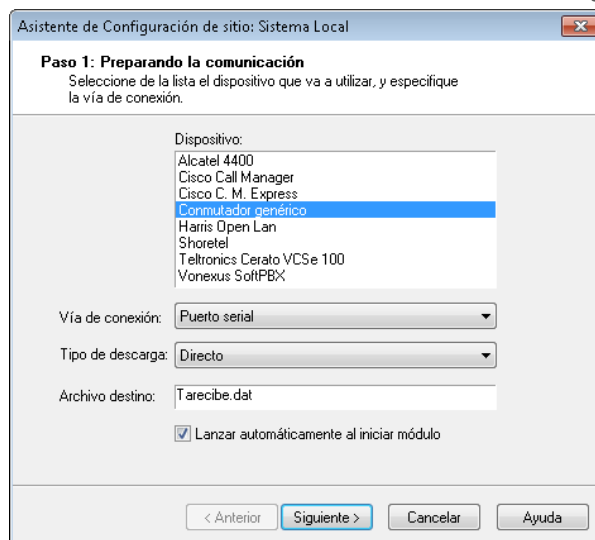 Asistente de Configuración de sitio: Sistema Local
Paso 1: Preparando la comunicación
Seleccione de la lista el dispositivo que va a utilizar, y especifique
la vía de conexión.
Dispositivo:
Alcatel 4400
Cisco Call Manager
Cisco C. M. Express
Conmutador genérico
Harris Open Lan
Shoretel
Teltronics Cerato VCSe 100
Vonexus SoftPBX
Vía de conexión: Puerto serial
Tipo de descarga: Directo
Archivo destino: Tarecibe.dat
Lanzar automáticamente al iniciar módulo
< Anterior Siguiente > Cancelar Ayuda